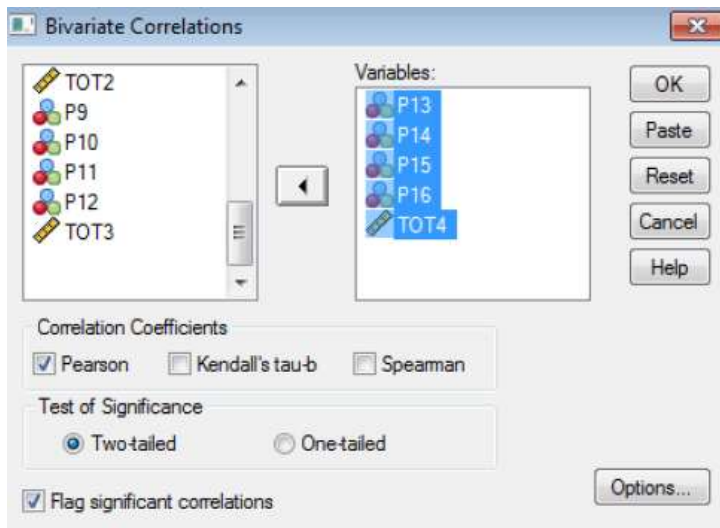 Bivariate Correlations
TOT2
P9
P10
P11
P12
TOT3
Variables:
P13
P14
P15
P16
TOT4
OK
Paste
Reset
Cancel
Help
Correlation Coefficients
Pearson Kendall's tau-b Spearman
Test of Significance
Two-tailed One-tailed
Flag significant correlations
Options...